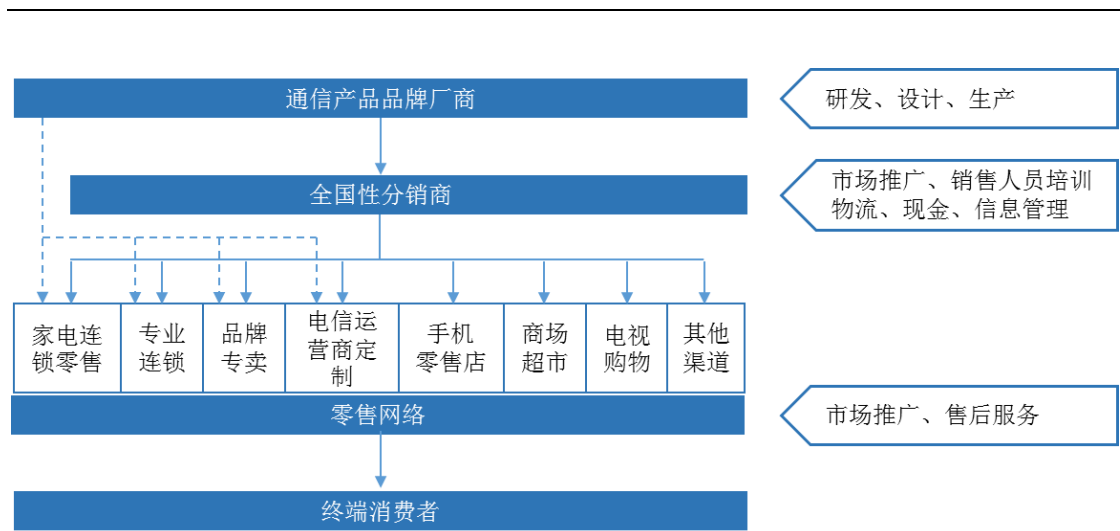 通信产品品牌厂商
研发、设计、生产
全国性分销商
市场推广、销售人员培训
物流、现金、信息管理
家电连
锁零售
专业
连锁
品牌
专卖
电信运
营商定
制
手机
零售店
商场
超市
电视
购物
其他
渠道
零售网络
市场推广、售后服务
终端消费者